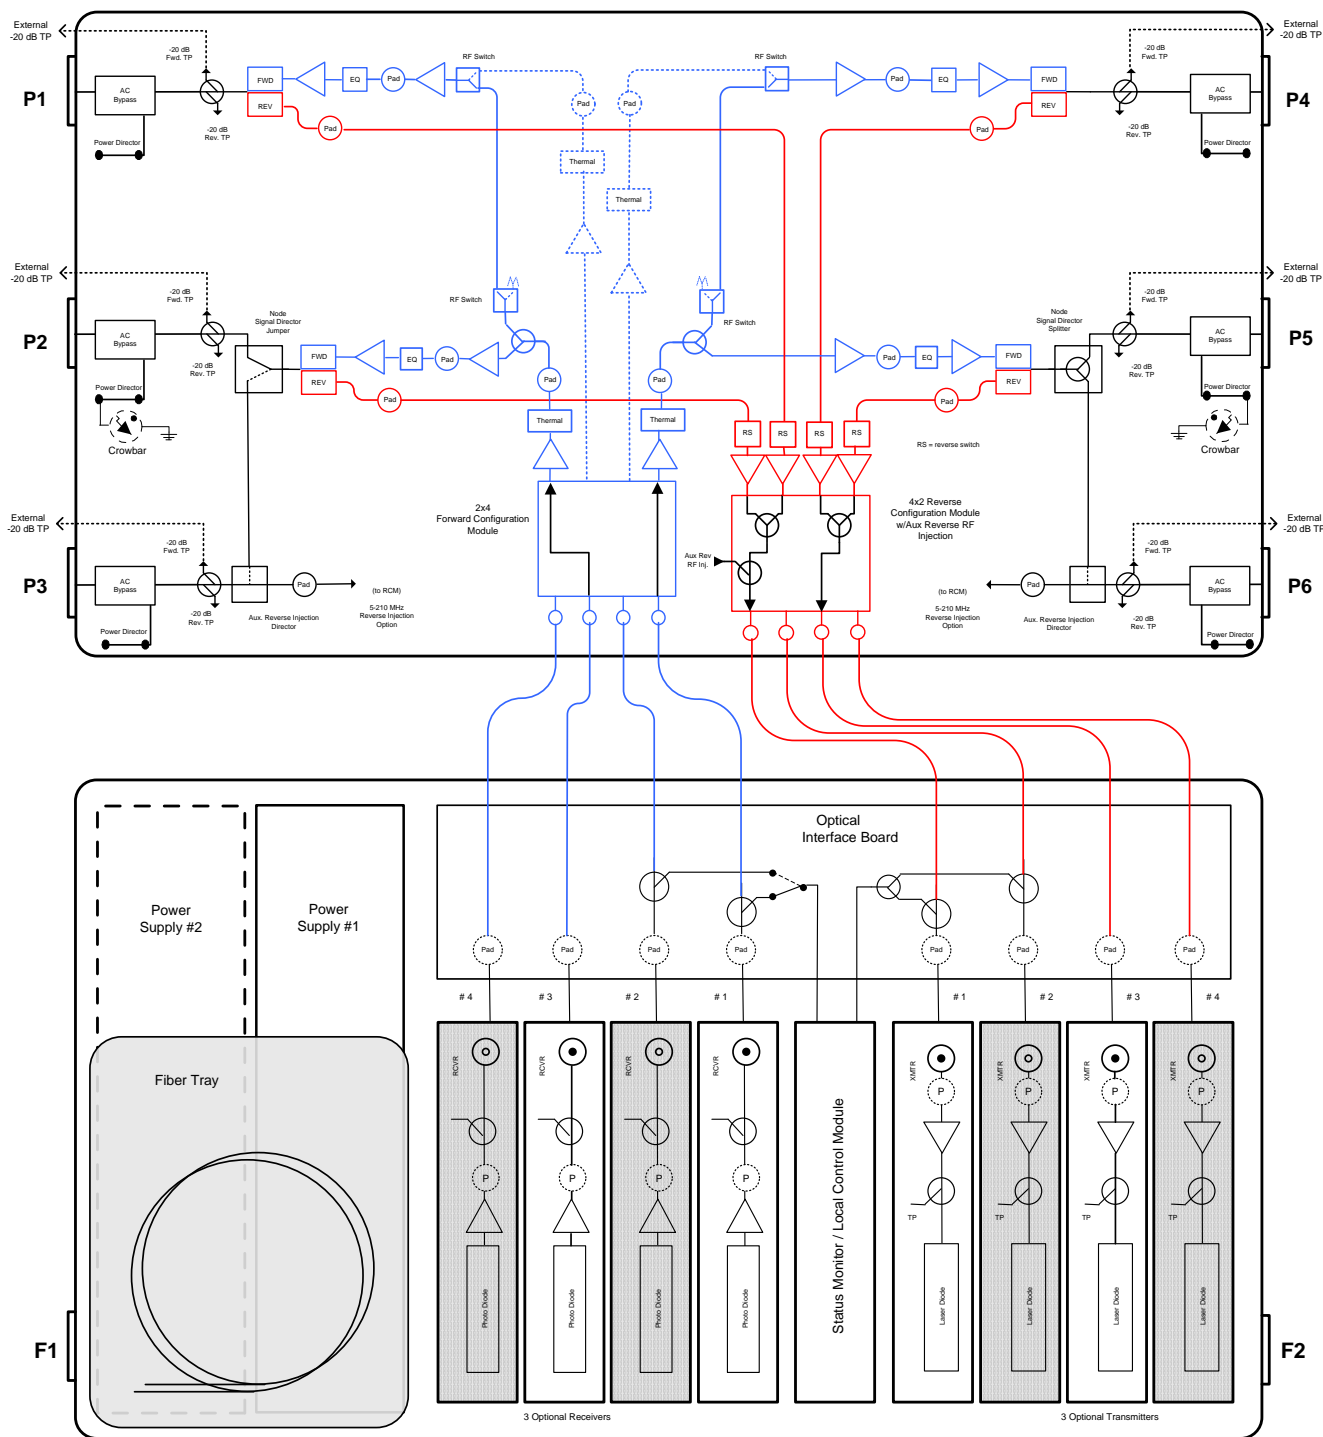 External
-20 dB TP
-20 dB
Fwd. TP
RF Switch
RF Switch
-20 dB
Fwd. TP
External
-20 dB TP
P1
AC
Bypass
FWD
EQ
Pad
Pad
Pad
Pad
EQ
FWD
AC
Bypass
P4
REV
REV
-20 dB
Rev. TP
Pad
Pad
-20 dB
Rev. TP
Power Director
Power Director
Thermal
Thermal
External
-20 dB TP
-20 dB
Fwd. TP
Node
Signal Director
Jumper
RF Switch
RF Switch
Node
Signal Director
Splitter
-20 dB
Fwd. TP
External
-20 dB TP
P2
AC
Bypass
FWD
EQ
Pad
Pad
EQ
FWD
AC
Bypass
P5
-20 dB
Rev. TP
REV
Pad
Pad
REV
-20 dB
Rev. TP
Power Director
Pad
Pad
Power Director
Thermal
Thermal
RS
RS
RS
RS
RS = reverse switch
Crowbar
Crowbar
2x4
Forward Configuration
Module
4x2 Reverse
Configuration Module
w/Aux Reverse RF
Injection
External
-20 dB TP
-20 dB
Fwd. TP
Aux Rev
RF Inj.
-20 dB
Fwd. TP
External
-20 dB TP
P3
AC
Bypass
Pad
(to RCM)
(to RCM)
Pad
AC
Bypass
P6
-20 dB
Rev. TP
Aux. Reverse Injection
Director
5-210 MHz
Reverse Injection
Option
5-210 MHz
Reverse Injection
Option
Aux. Reverse Injection
Director
-20 dB
Rev. TP
Power Director
Power Director
Optical
Interface Board
Power
Supply #2
Power
Supply #1
Pad
Pad
Pad
Pad
Pad
Pad
Pad
Pad
# 4
# 3
# 2
# 1
# 1
# 2
# 3
# 4
RCVR
RCVR
RCVR
RCVR
XMTR
XMTR
XMTR
XMTR
Fiber Tray
P
P
P
P
P
P
P
P
TP
TP
TP
TP
Status Monitor / Local Control Module
Photo Diode
Photo Diode
Photo Diode
Photo Diode
Laser Diode
Laser Diode
Laser Diode
Laser Diode
F1
F2
3 Optional Receivers
3 Optional Transmitters